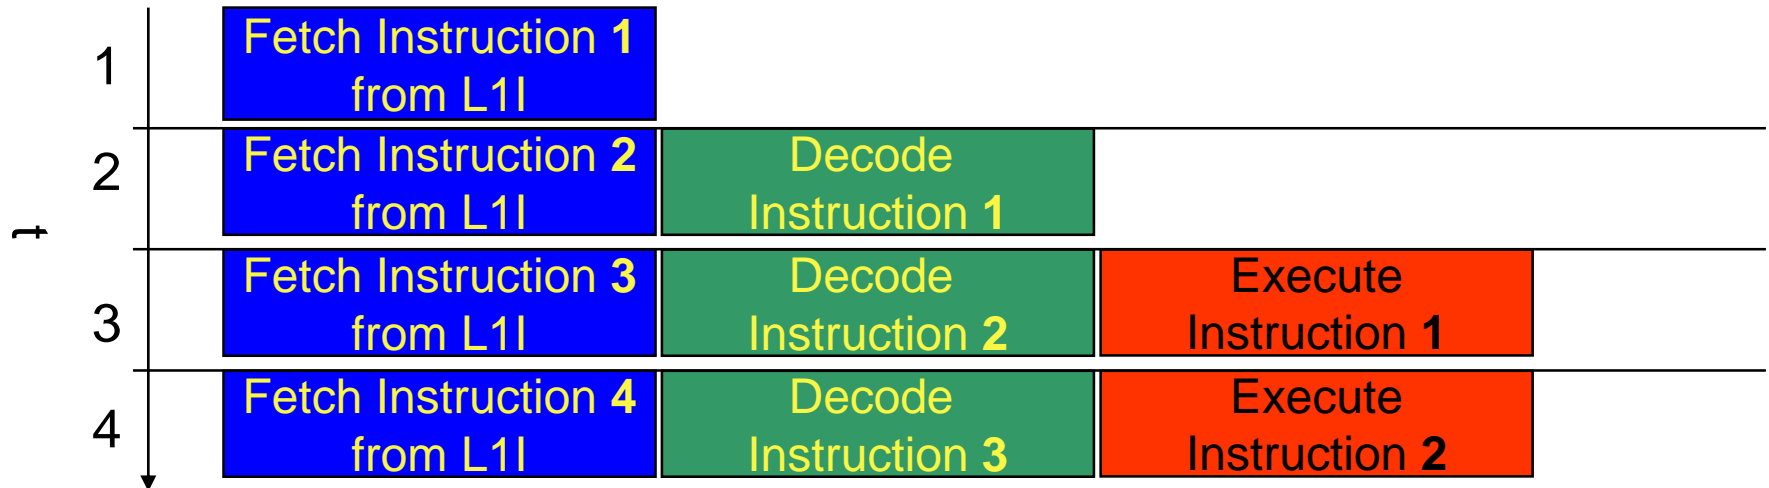 1
Fetch Instruction 1
from L1I
2
Fetch Instruction 2
from L1I
Decode
Instruction 1
t
3
Fetch Instruction 3
from L1I
Decode
Instruction 2
Execute
Instruction 1
4
Fetch Instruction 4
from L1I
Decode
Instruction 3
Execute
Instruction 2